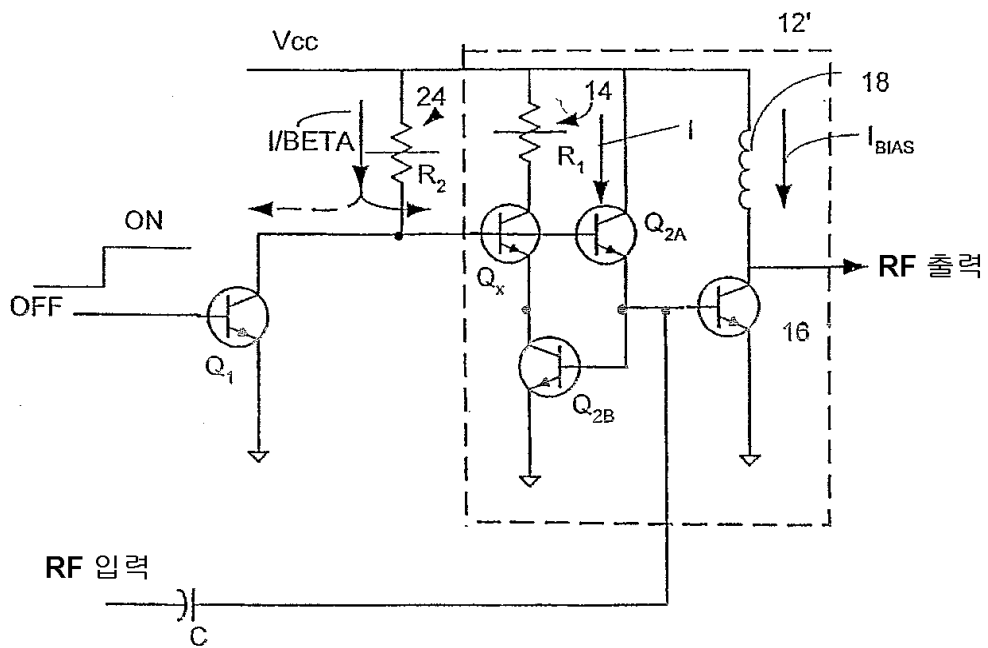 12'
Vcc
24
14
18
I/BETA
R2
R1
I
IBIAS
ON
Q2A
OFF
Qx
RF 출력
Q1
16
Q2B
RF 입력
C